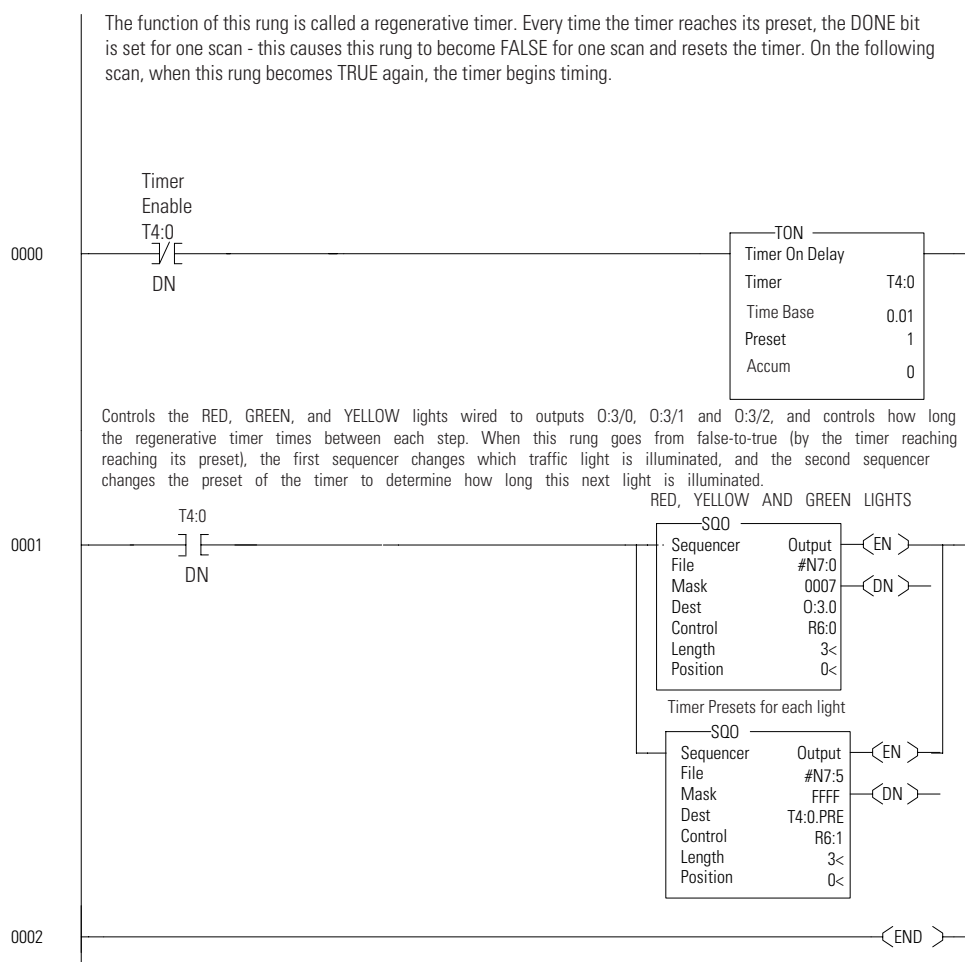 The function of this rung is called a regenerative timer. Every time the timer reaches its preset, the DONE bit
is set for one scan - this causes this rung to become FALSE for one scan and resets the timer. On the following
scan, when this rung becomes TRUE again, the timer begins timing.
Timer
Enable
T4:0
DN
0000
TON
Timer On Delay
Timer T4:0
Time Base 0.01
Preset 1
Accum 0
Controls the RED, GREEN, and YELLOW lights wired to outputs O:3/0, O:3/1 and O:3/2, and controls how long
the regenerative timer times between each step. When this rung goes from false-to-true (by the timer reaching
reaching its preset), the first sequencer changes which traffic light is illuminated, and the second sequencer
changes the preset of the timer to determine how long this next light is illuminated.
RED, YELLOW AND GREEN LIGHTS
T4:0
DN
0001
SQO
Sequencer Output
File #N7:0
Mask 0007
Dest O:3.0
Control R6:0
Length 3<
Position 0<
EN
DN
Timer Presets for each light
SQO
Sequencer Output
File #N7:5
Mask FFFF
Dest T4:0.PRE
Control R6:1
Length 3<
Position 0<
EN
DN
0002
END